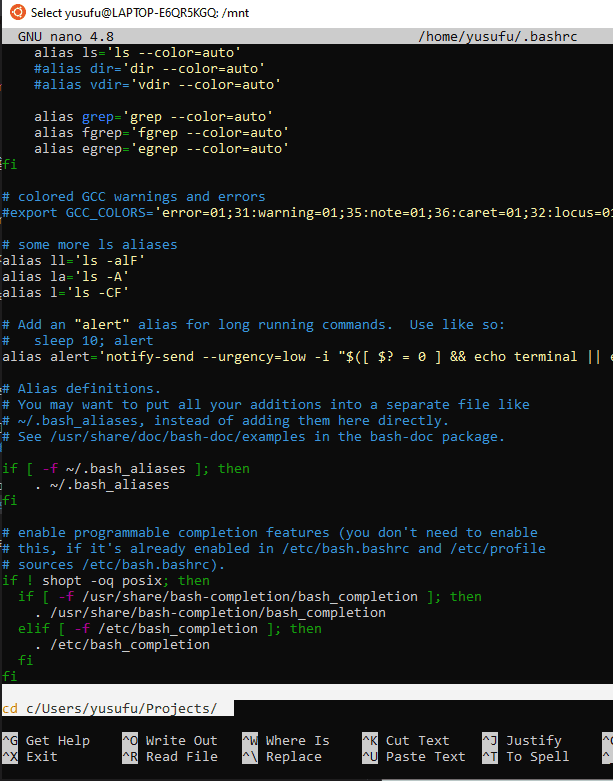 Select yusufu@LAPTOP-E6QR5KGQ: /mnt
GNU nano 4.8 /home/yusufu/.bashrc
alias ls='ls --color=auto'
#alias dir='dir --color=auto'
#alias vdir='vdir --color=auto'
alias grep='grep --color=auto'
alias fgrep='fgrep --color=auto'
alias egrep='egrep --color=auto'
fi
# colored GCC warnings and errors
#export GCC_COLORS='error=01;31:warning=01;35:note=01;36:caret=01;32:locus=01
# some more ls aliases
alias ll='ls -alF'
alias la='ls -A'
alias l='ls -CF'
# Add an "alert" alias for long running commands.  Use like so:
#   sleep 10; alert
alias alert='notify-send --urgency=low -i "$([ $? = 0 ] && echo terminal || e
# Alias definitions.
# You may want to put all your additions into a separate file like
# ~/.bash_aliases, instead of adding them here directly.
# See /usr/share/doc/bash-doc/examples in the bash-doc package.
if [ -f ~/.bash_aliases ]; then
. ~/.bash_aliases
fi
# enable programmable completion features (you don't need to enable
# this, if it's already enabled in /etc/bash.bashrc and /etc/profile
# sources /etc/bash.bashrc).
if ! shopt -oq posix; then
if [ -f /usr/share/bash-completion/bash_completion ]; then
. /usr/share/bash-completion/bash_completion
elif [ -f /etc/bash_completion ]; then
. /etc/bash_completion
fi
fi
cd c/Users/yusufu/Projects/
^G Get Help ^O Write Out ^W Where Is ^K Cut Text ^J Justify
^X Exit ^R Read File ^\ Replace ^U Paste Text ^T To Spell